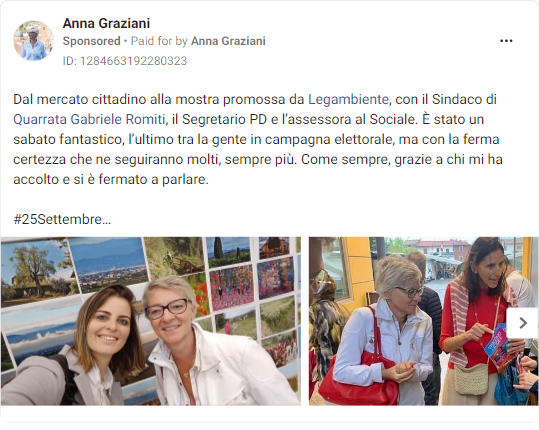 Anna Graziani
Sponsored • Paid for by Anna Graziani
ID: 1284663192280323
Dal mercato cittadino alla mostra promossa da Legambiente, con il Sindaco di
Quarrata Gabriele Romiti, il Segretario PD e l’assessora al Sociale. È stato un
sabato fantastico, l’ultimo tra la gente in campagna elettorale, ma con la ferma
certezza che ne seguiranno molti, sempre più. Come sempre, grazie a chi mi ha
accolto e si è fermato a parlare.
#25Settembre...